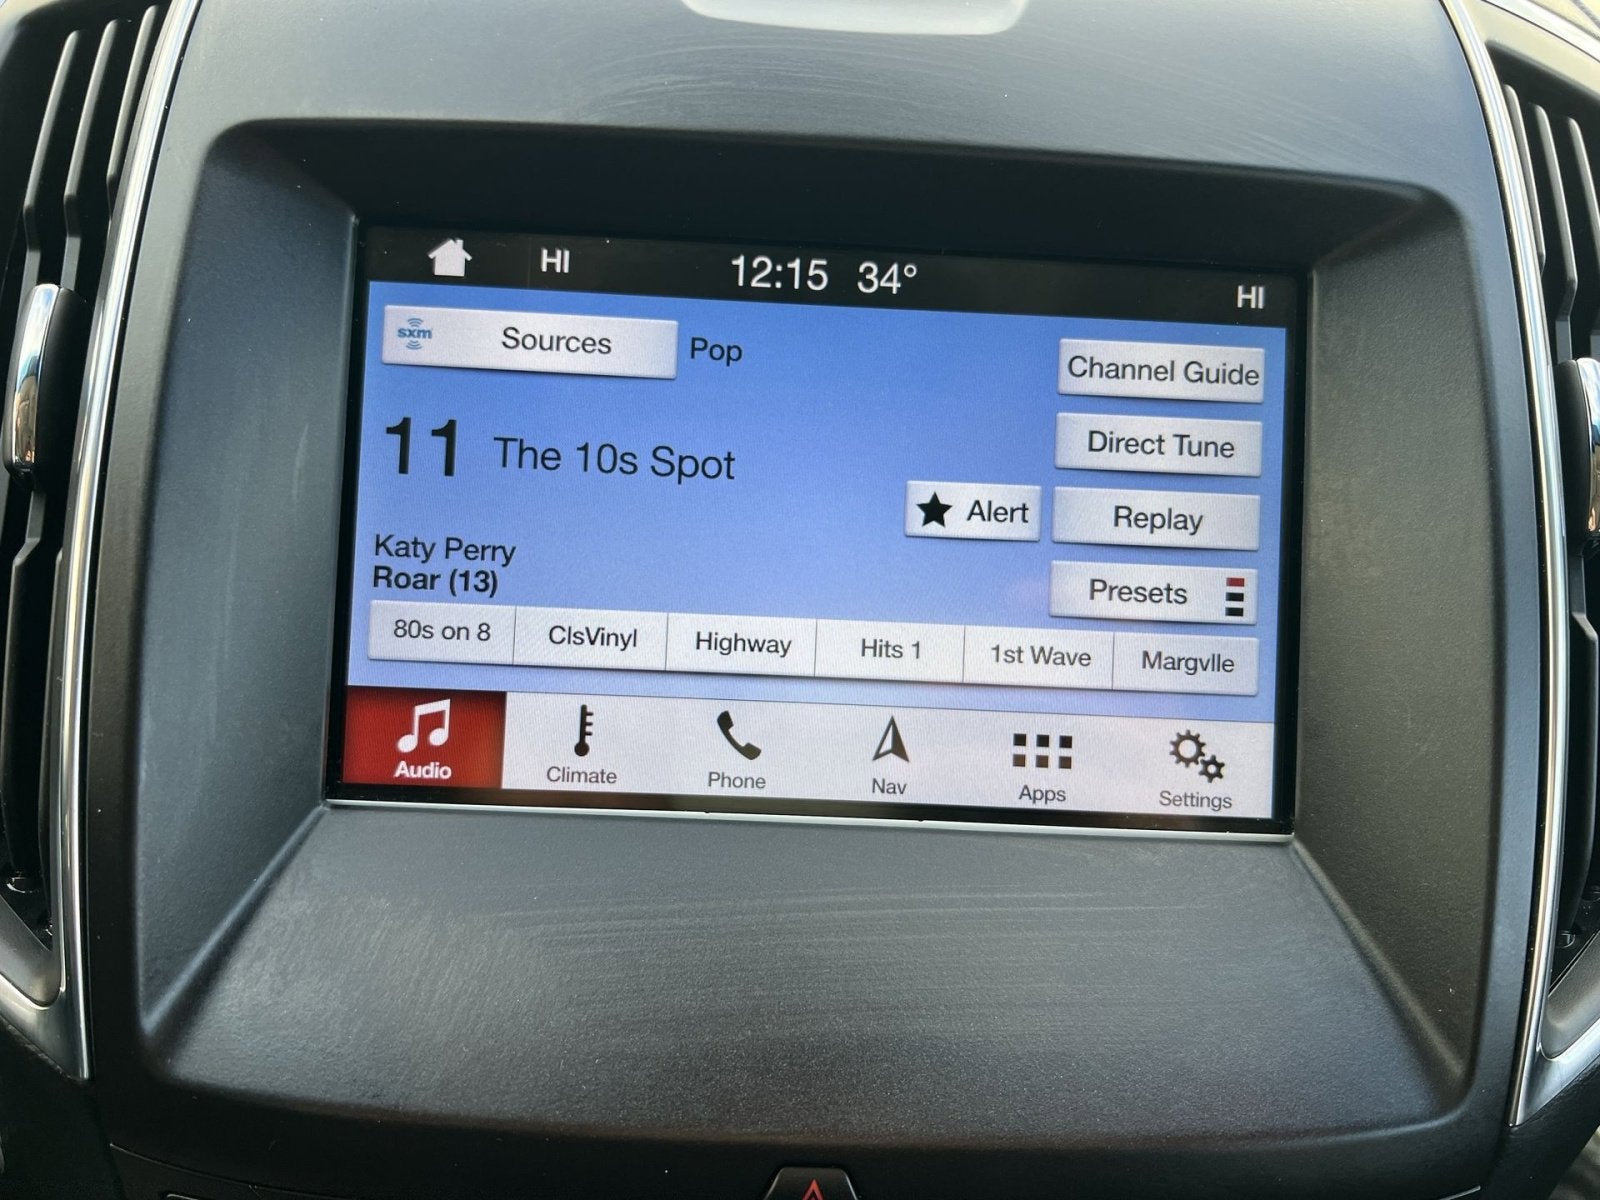 HI 12:15 34° HI
sxm Sources Pop
Channel Guide
11 The 10s Spot
Direct Tune
Alert
Replay
Katy Perry
Roar (13)
Presets
80s on 8 ClsVinyl Highway Hits 1 1st Wave Margvlle
Audio Climate Phone Nav Apps Settings